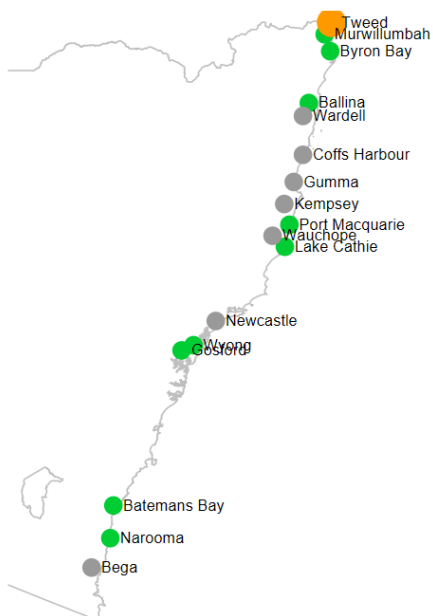 Tweed
Murwillumbah
Byron Bay
Ballina
Wardell
Coffs Harbour
Gumma
Kempsey
Port Macquarie
Wauchope
Lake Cathie
Newcastle
Wyong
Gosford
Batemans Bay
Narooma
Bega